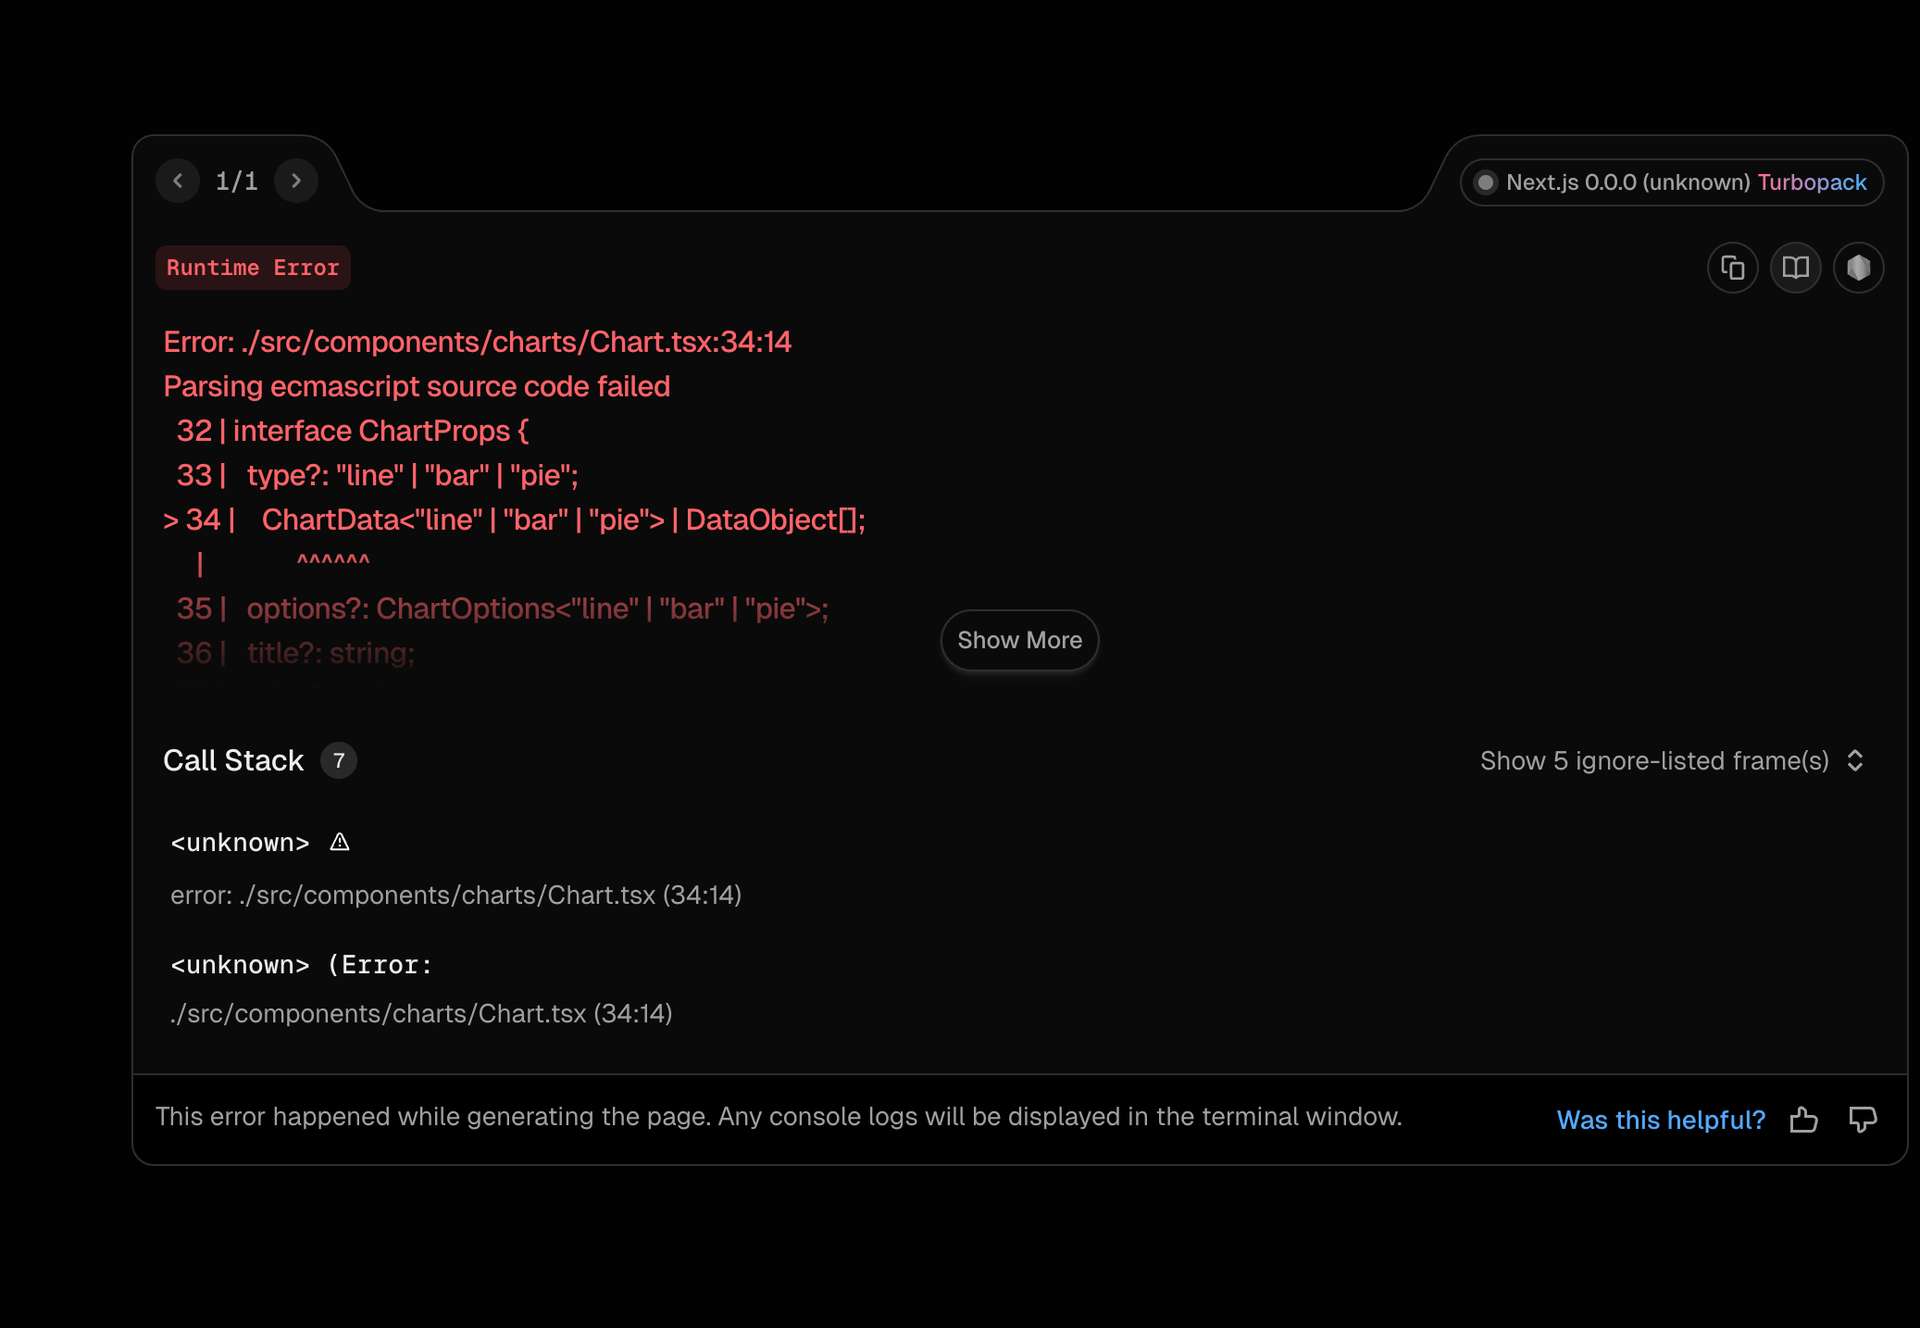 1/1
Next.js 0.0.0 (unknown) Turbopack
Runtime Error
Error: ./src/components/charts/Chart.tsx:34:14
Parsing ecmascript source code failed
  32 | interface ChartProps {
  33 |   type?: "line" | "bar" | "pie";
> 34 |    ChartData<"line" | "bar" | "pie"> | DataObject[];
     |              ^^^^^^
  35 |   options?: ChartOptions<"line" | "bar" | "pie">;
  36 |   title?: string;
Show More
Call Stack 7
Show 5 ignore-listed frame(s)
<unknown>
error: ./src/components/charts/Chart.tsx (34:14)
<unknown> (Error:
./src/components/charts/Chart.tsx (34:14)
This error happened while generating the page. Any console logs will be displayed in the terminal window.
Was this helpful?